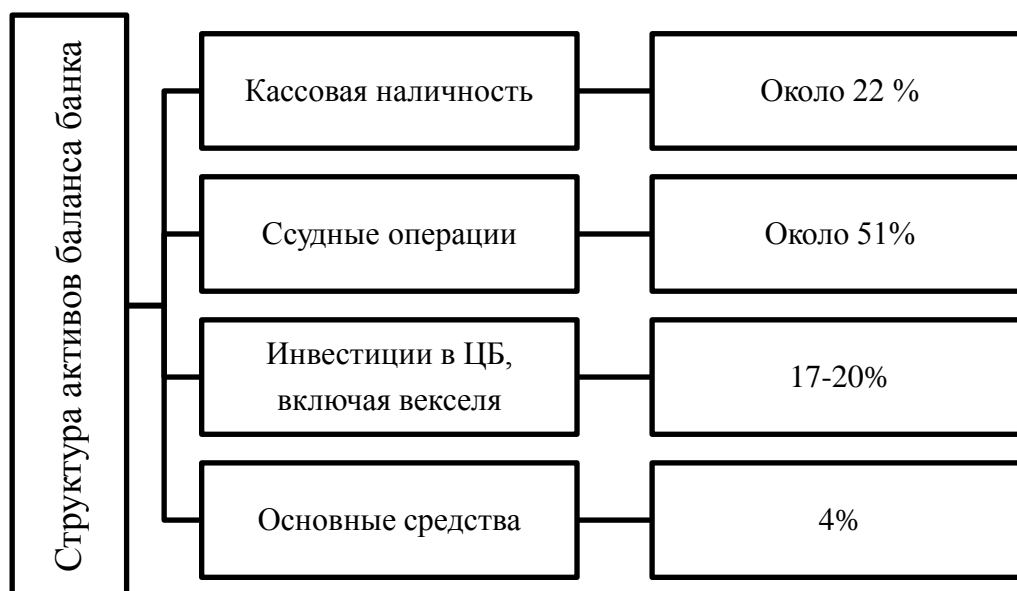 Структура активов баланса банка
Кассовая наличность
Около 22 %
Ссудные операции
Около 51%
Инвестиции в ЦБ,
включая векселя
17-20%
Основные средства
4%